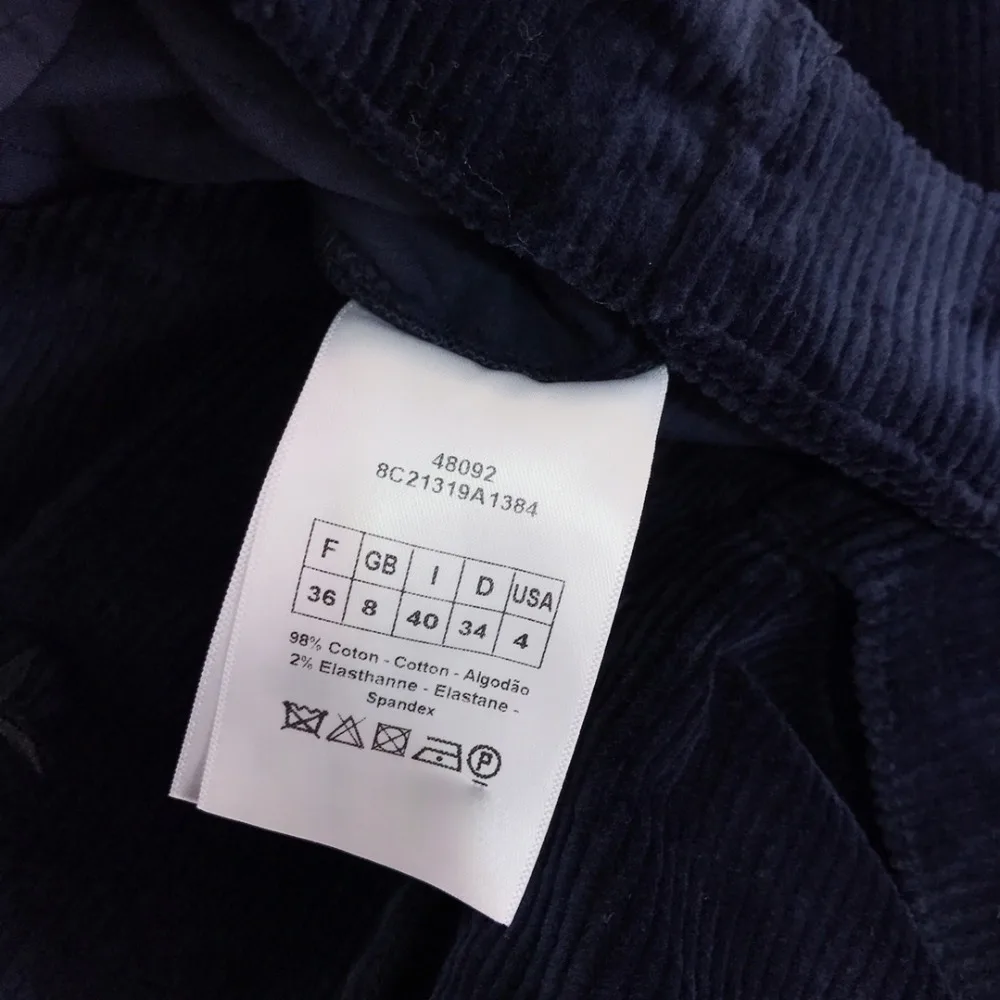 48092
8C21319A1384
F GB I D USA
36 8 40 34 4
98% Coton - Cotton - Algodão
2% Elasthanne - Elastane -
Spandex
P